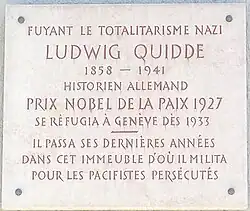 FUYANT LE TOTALITARISME NAZI
LUDWIG QUIDDE
1858 — 1941
HISTORIEN ALLEMAND
PRIX NOBEL DE LA PAIX 1927
SE RÉFUGIA À GENÈVE DÈS 1933
IL PASSA SES DERNIÈRES ANNÉES
DANS CET IMMEUBLE D'OÙ IL MILITA
POUR LES PACIFISTES PERSÉCUTÉS